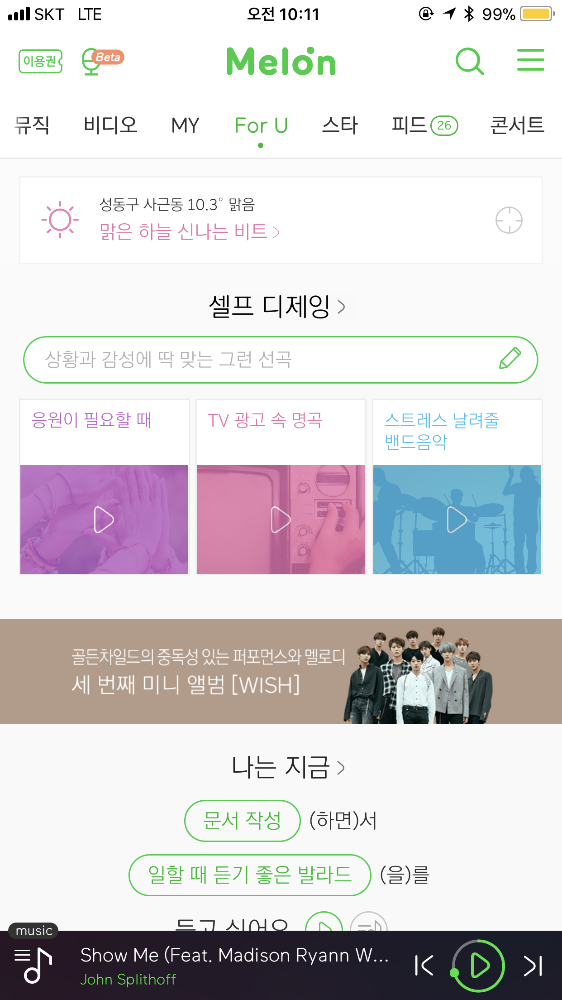 SKT LTE 오전 10:11 99%
이용권 Beta Melon
뮤직 비디오 MY For U 스타 피드 26 콘서트
성동구 사근동 10.3° 맑음
맑은 하늘 신나는 비트 >
셀프 디제잉 >
상황과 감성에 딱 맞는 그런 선곡
응원이 필요할 때
TV 광고 속 명곡
스트레스 날려줄
밴드음악
골든차일드의 중독성 있는 퍼포먼스와 멜로디
세 번째 미니 앨범 [WISH]
나는 지금 >
문서 작성 (하면)서
일할 때 듣기 좋은 발라드 (을)를
듣고 싶어요
music
Show Me (Feat. Madison Ryann W...
John Splithoff